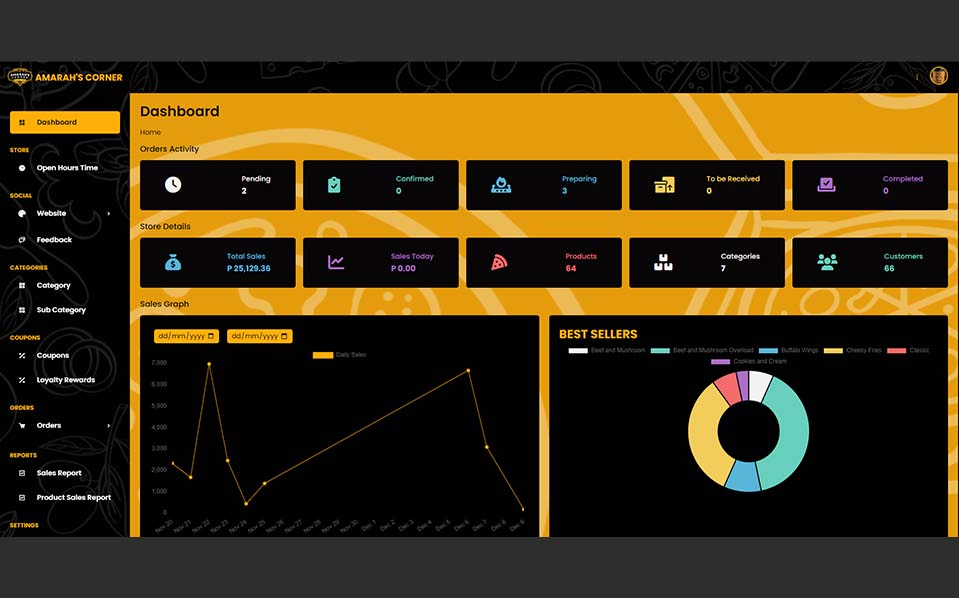 AMARAH'S CORNER
Dashboard
STORE
Open Hours Time
SOCIAL
Website
Feedback
CATEGORIES
Category
Sub Category
COUPONS
Coupons
Loyalty Rewards
ORDERS
Orders
REPORTS
Sales Report
Product Sales Report
SETTINGS
Dashboard
Home
Orders Activity
Pending
2
Confirmed
0
Preparing
3
To be Received
0
Completed
0
Store Details
Total Sales
P 25,129.36
Sales Today
P 0.00
Products
64
Categories
7
Customers
66
Sales Graph
dd/mm/yyyy dd/mm/yyyy
Daily Sales
7,000
6,000
5,000
4,000
3,000
2,000
1,000
0
Nov 20 Nov 21 Nov 22 Nov 23 Nov 24 Nov 25 Nov 26 Nov 27 Nov 28 Nov 29 Nov 30 Dec 1 Dec 2 Dec 3 Dec 4 Dec 5 Dec 6 Dec 7 Dec 8 Dec 9
BEST SELLERS
Beef and Mushroom Beef and Mushroom Overload Buffalo Wings Cheesy Fries Classic
Cookies and Cream